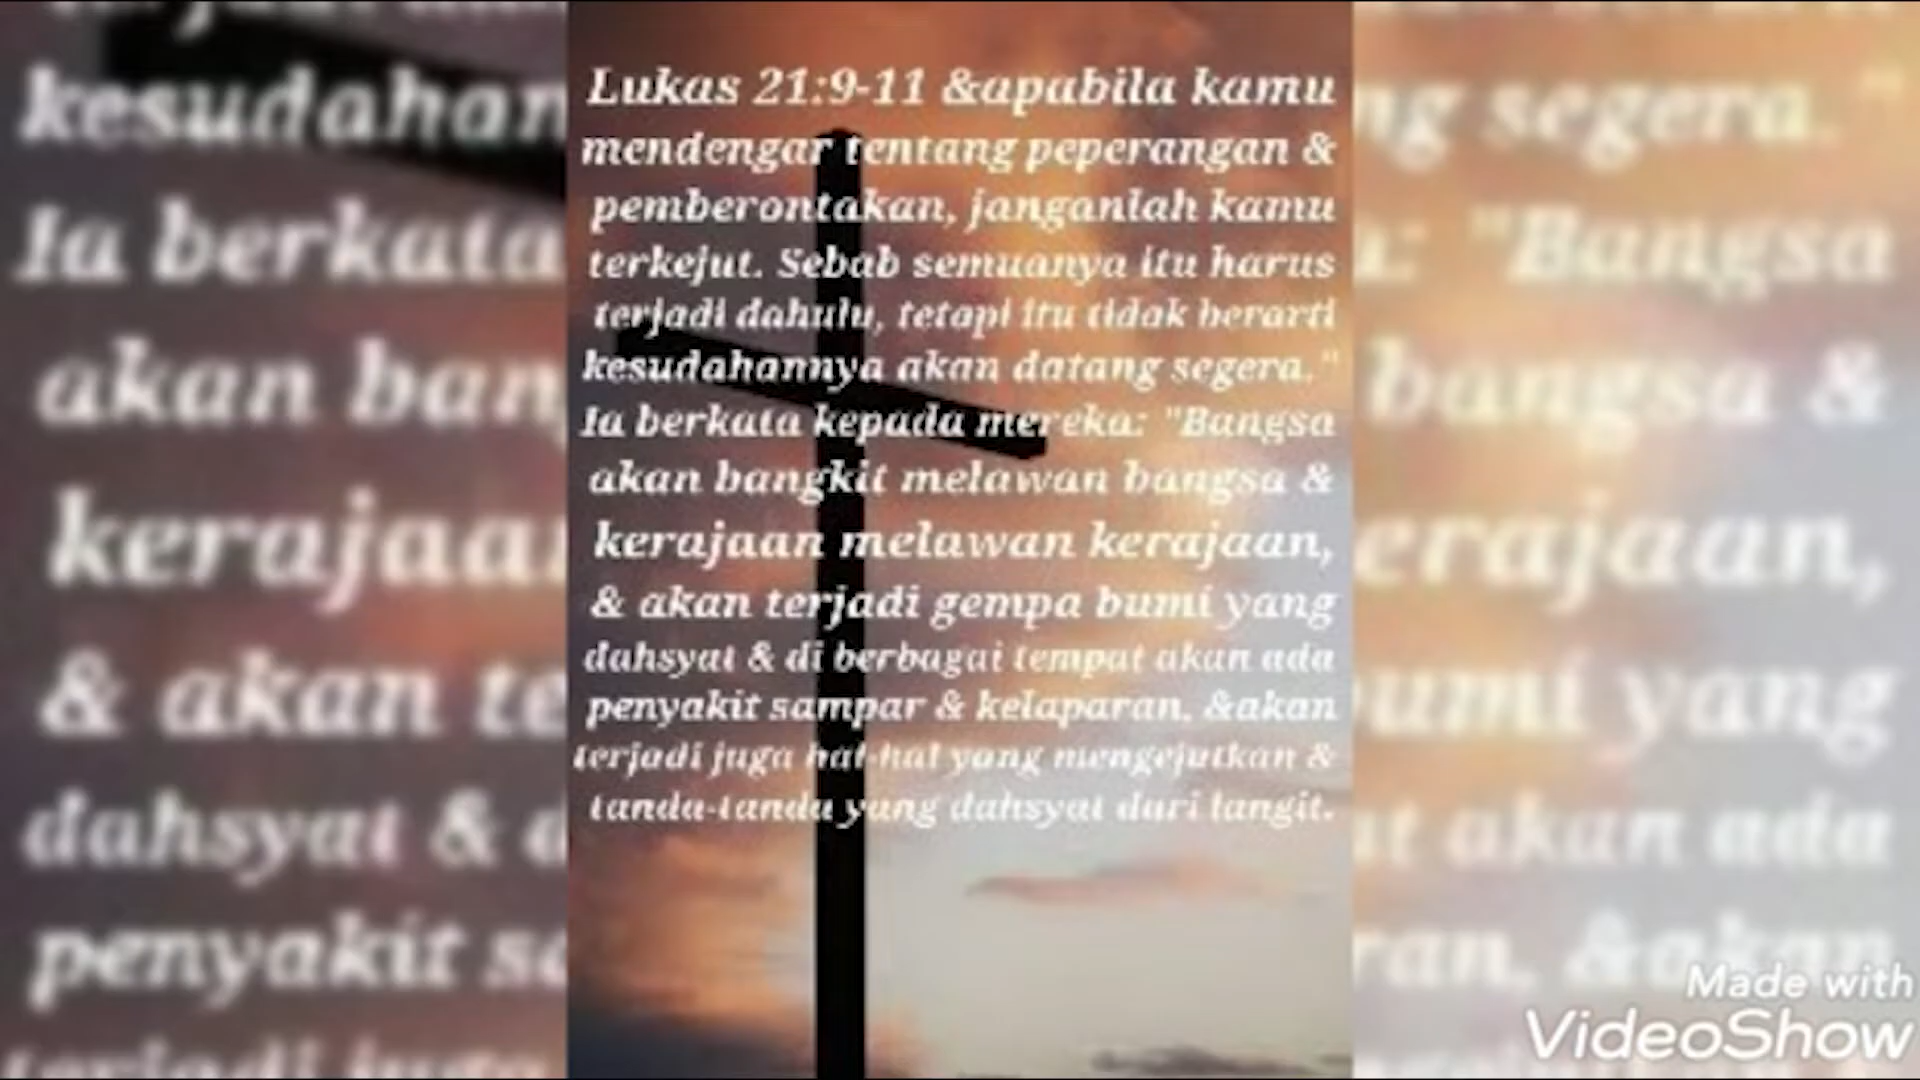 Lukas 21:9-11 &apabila kamu
mendengar tentang peperangan &
pemberontakan, janganlah kamu
terkejut. Sebab semuanya itu harus
terjadi dahulu, tetapi itu tidak berarti
kesudahannya akan datang segera."
Ia berkata kepada mereka: "Bangsa
akan bangkit melawan bangsa &
kerajaan melawan kerajaan,
& akan terjadi gempa bumi yang
dahsyat & di berbagai tempat akan ada
penyakit sampar & kelaparan, &akan
terjadi juga hal-hal yang mengejutkan &
tanda-tanda yang dahsyat dari langit.
Made with
VideoShow